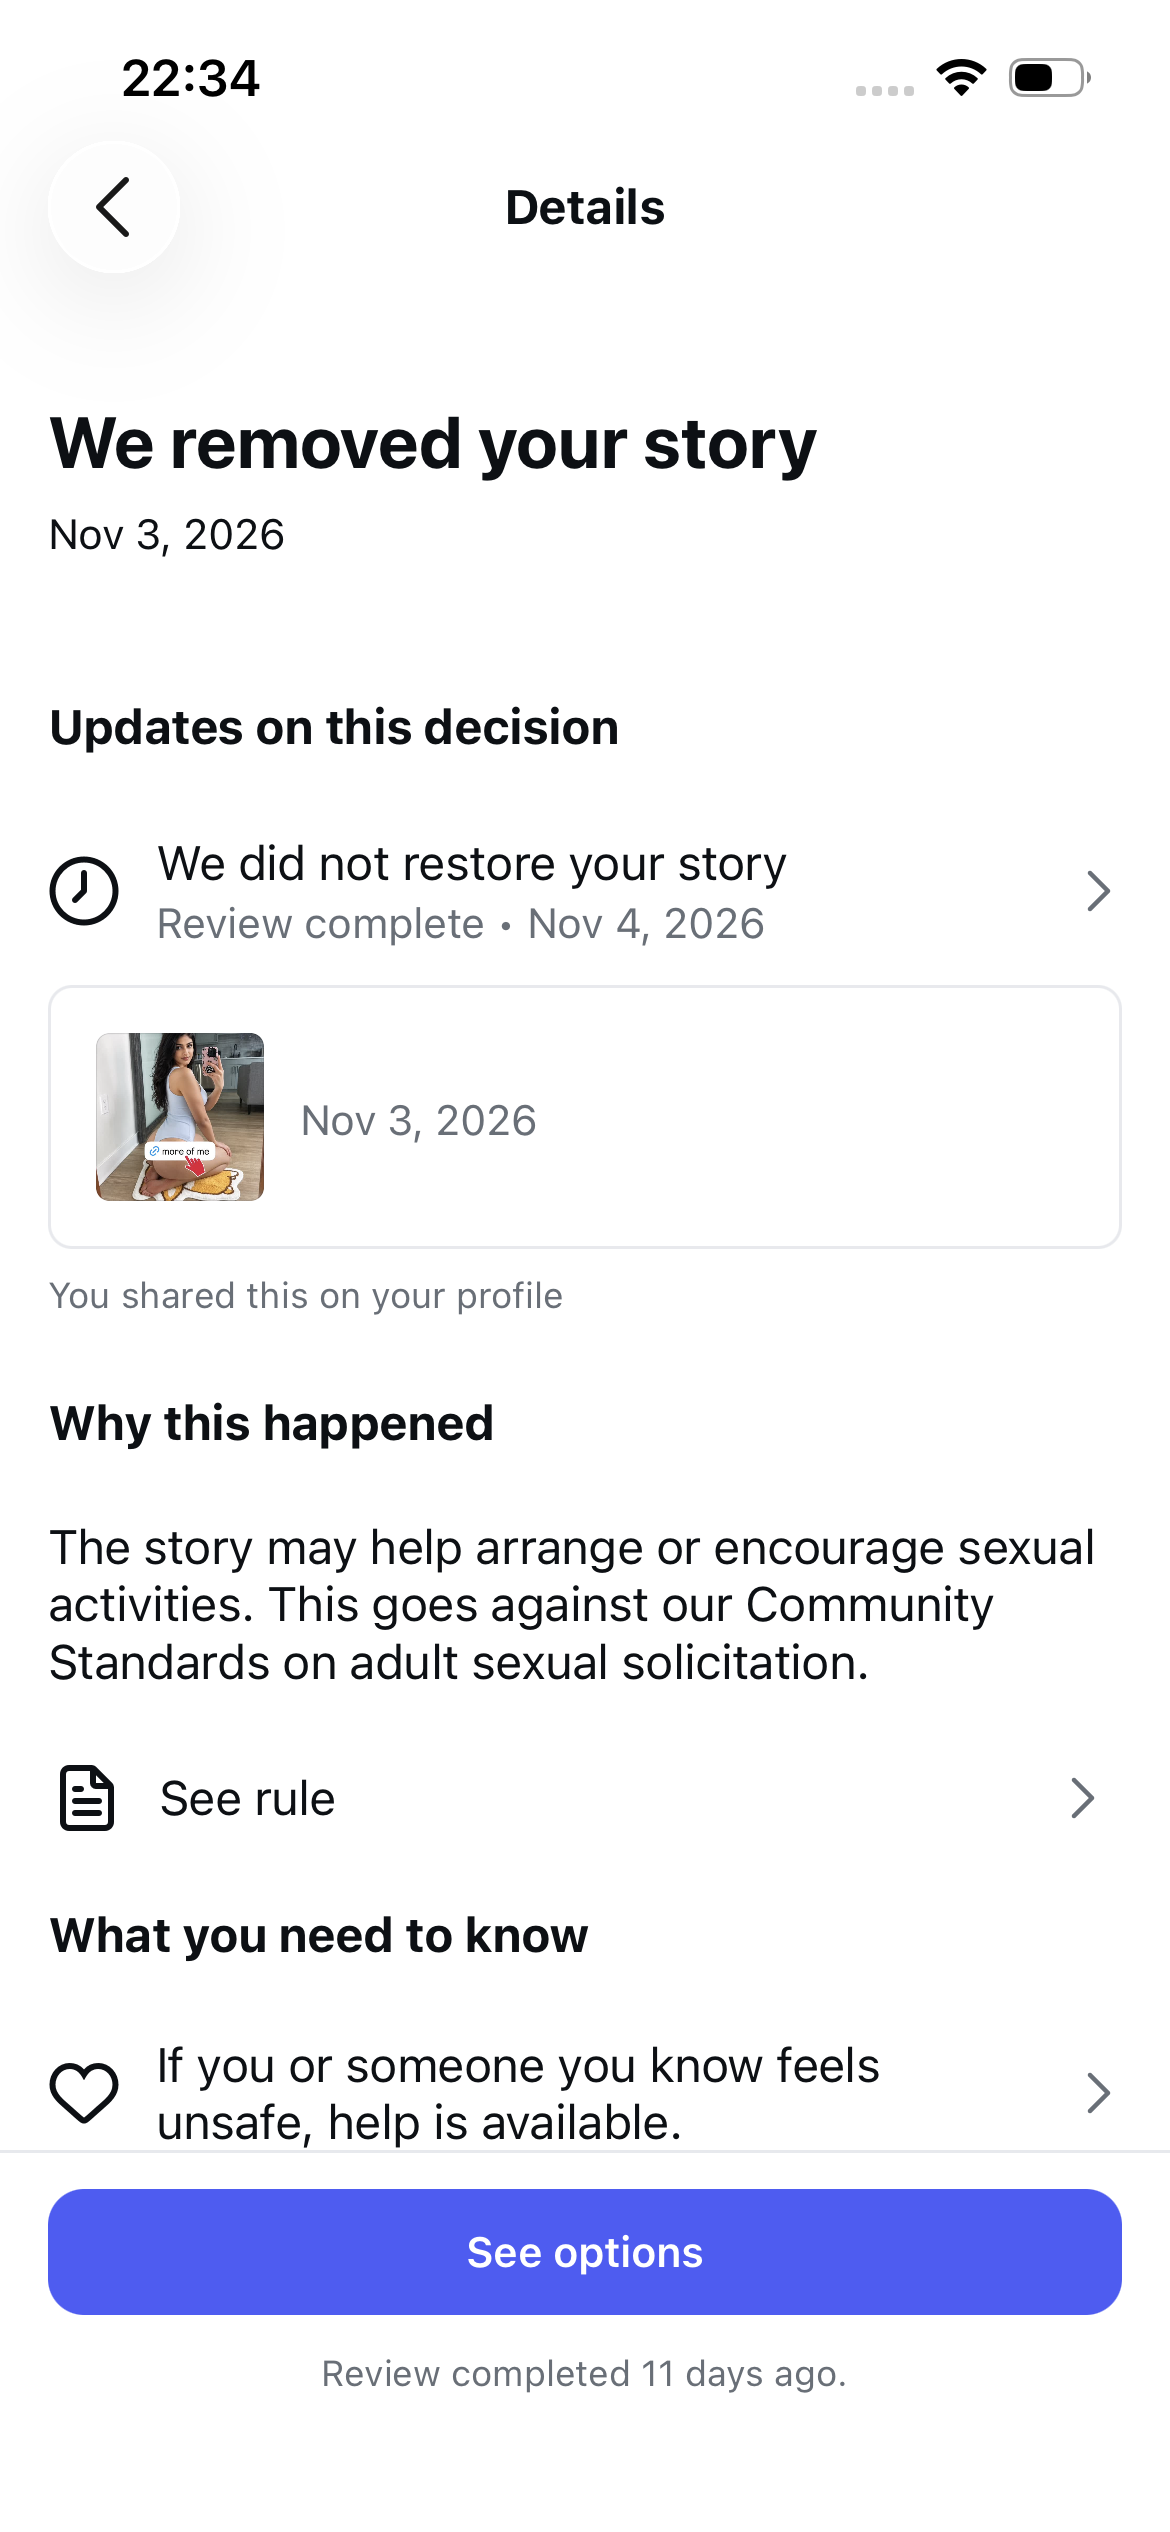 22:34
Details
We removed your story
Nov 3, 2026
Updates on this decision
We did not restore your story
Review complete • Nov 4, 2026
more of me
Nov 3, 2026
You shared this on your profile
Why this happened
The story may help arrange or encourage sexual
activities. This goes against our Community
Standards on adult sexual solicitation.
See rule
What you need to know
If you or someone you know feels
unsafe, help is available.
See options
Review completed 11 days ago.